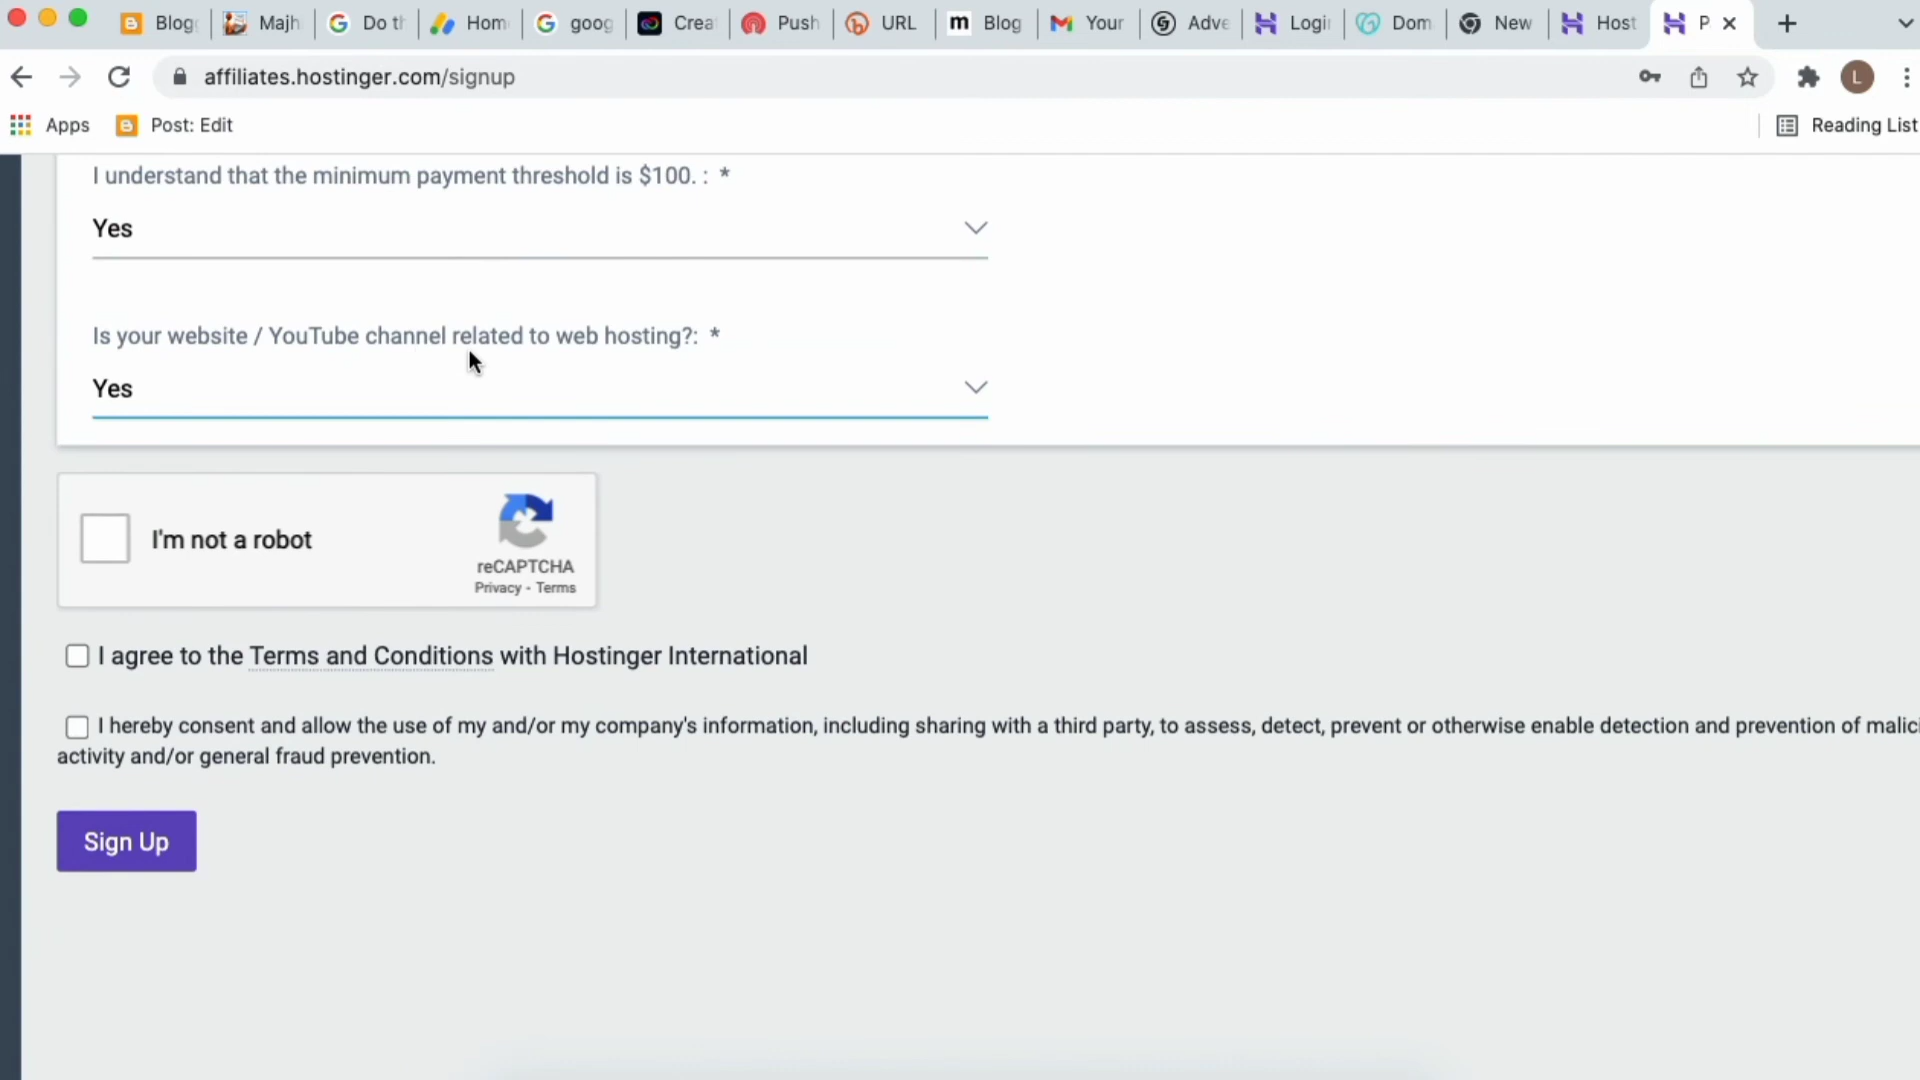 Blog Majh Do th Hom goog Crea Push URL Blog Your Adve Login Dom New Host P
affiliates.hostinger.com/signup L
Apps Post: Edit Reading List
I understand that the minimum payment threshold is $100. : *
Yes
Is your website / YouTube channel related to web hosting?: *
Yes
I'm not a robot
reCAPTCHA
Privacy - Terms
I agree to the Terms and Conditions with Hostinger International
I hereby consent and allow the use of my and/or my company's information, including sharing with a third party, to assess, detect, prevent or otherwise enable detection and prevention of malici
activity and/or general fraud prevention.
Sign Up